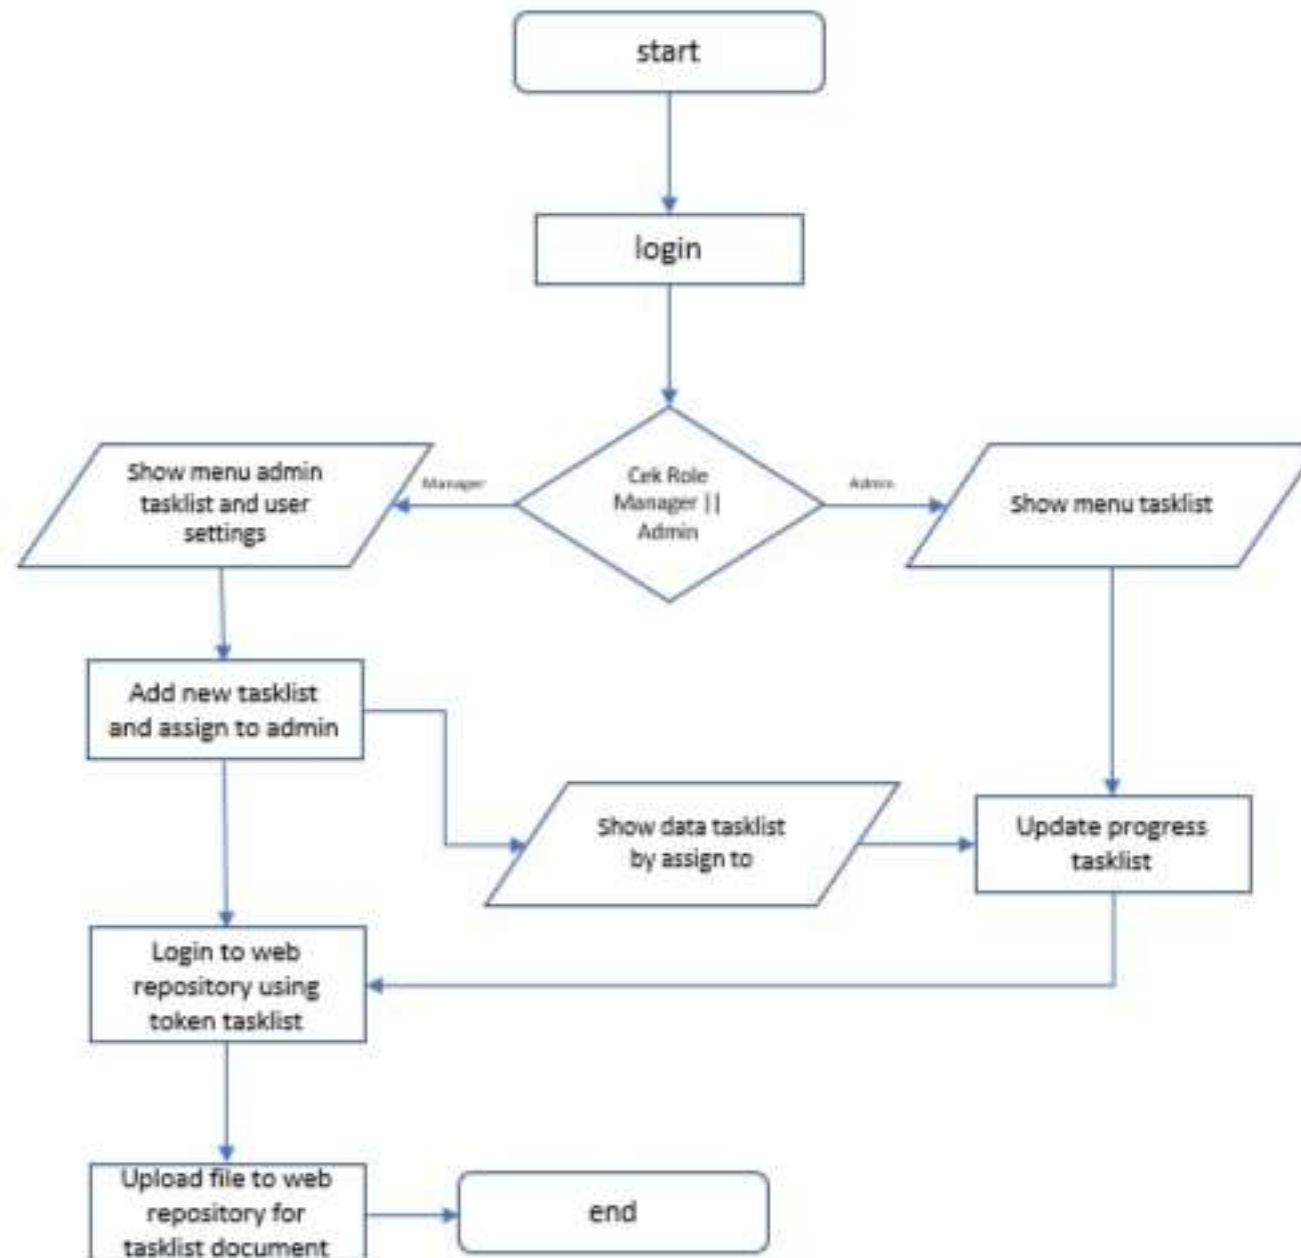 start
login
Cek Role
Manager ||
Admin
Manager
Admin
Show menu admin
tasklist and user
settings
Show menu tasklist
Add new tasklist
and assign to admin
Show data tasklist
by assign to
Update progress
tasklist
Login to web
repository using
token tasklist
Upload file to web
repository for
tasklist document
end